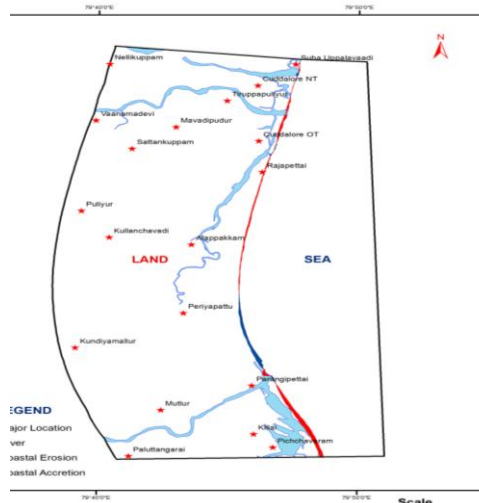 79°40'0"E 79°50'0"E
N
Nellikuppam
Suba Uppalavaadi
Cuddalore NT
Tiruppapuliyur
Vaanamadevi
Mavadipudur
Sattankuppam
Cuddalore OT
Rajapettai
Puliyur
Kullanchavadi
Alappakkam
LAND
SEA
Periyapattu
Kundiyamallur
Parangipettai
EGEND
Mutlur
ajor Location
Killai
ver
Pichchavaram
oastal Erosion
Paluttangarai
oastal Accretion
79°40'0"E 79°50'0"E
Scale